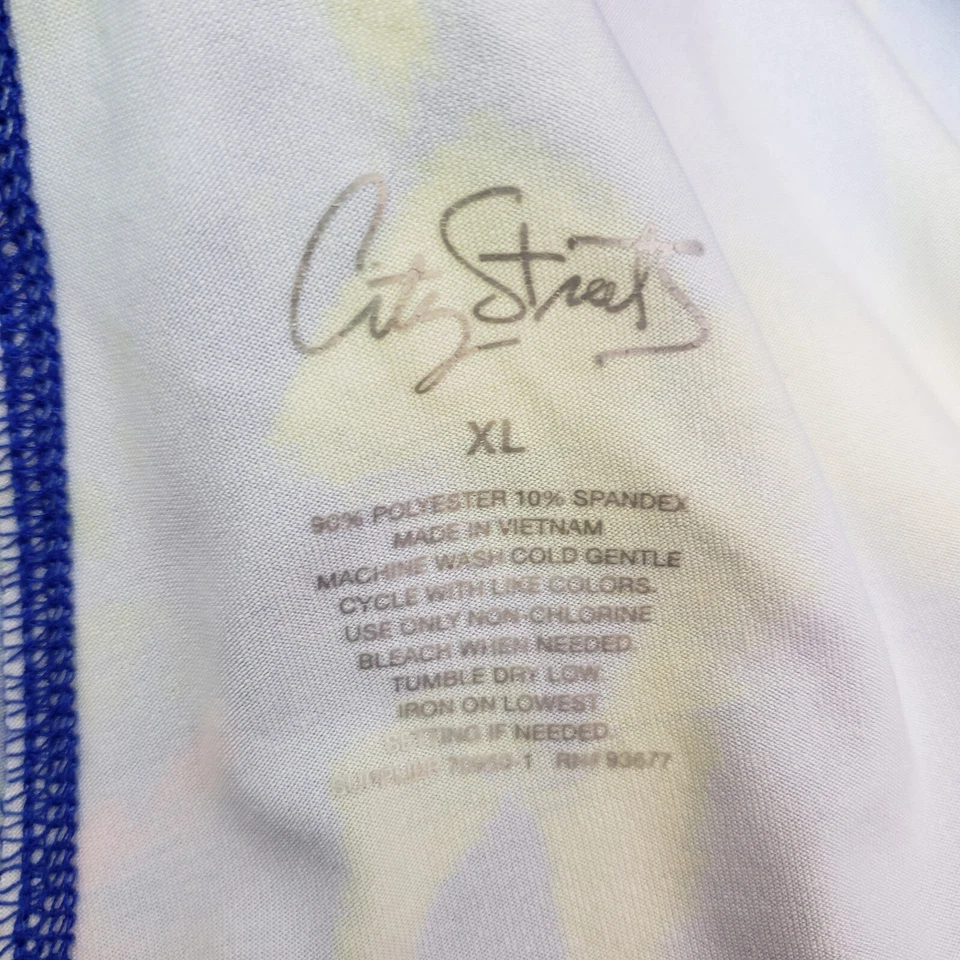 City Streets
XL
90% POLYESTER 10% SPANDEX
MADE IN VIETNAM
MACHINE WASH COLD GENTLE
CYCLE WITH LIKE COLORS.
USE ONLY NON-CHLORINE
BLEACH WHEN NEEDED.
TUMBLE DRY LOW.
IRON ON LOWEST
SETTING IF NEEDED.
RN# 93677